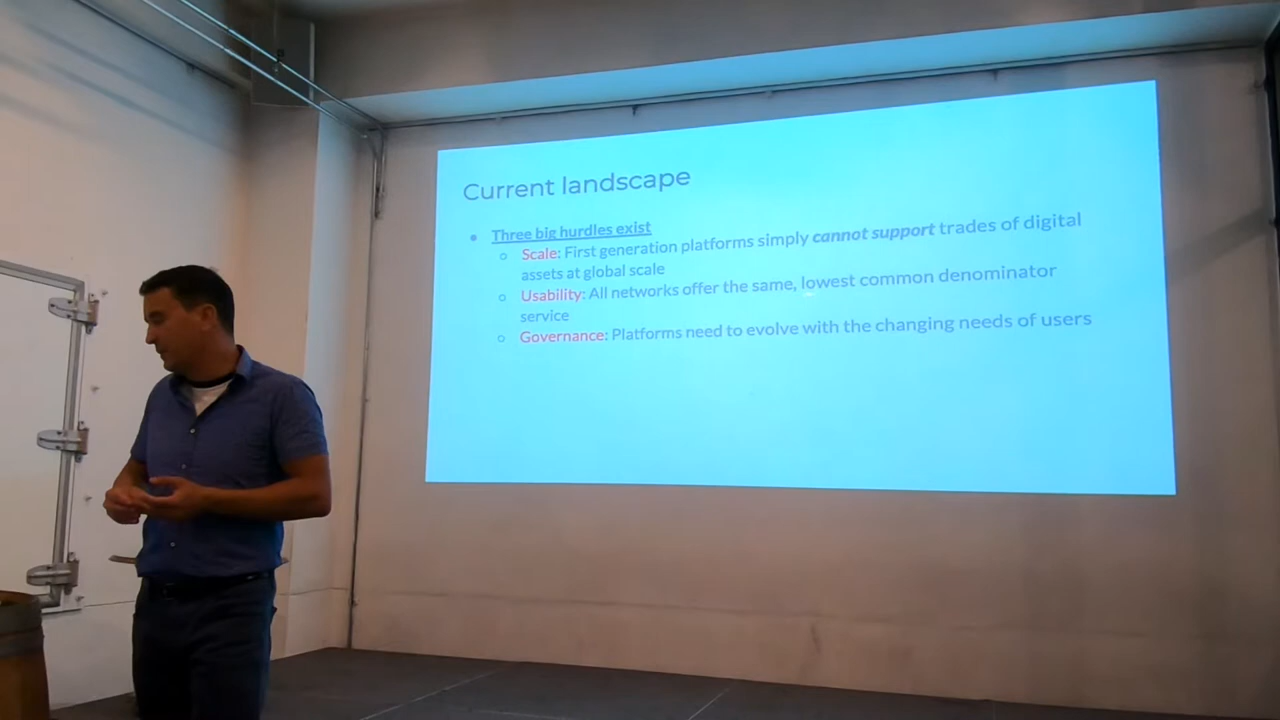 Current landscape
Three big hurdles exist
Scale: First generation platforms simply cannot support trades of digital
assets at global scale
Usability: All networks offer the same, lowest common denominator
service
Governance: Platforms need to evolve with the changing needs of users